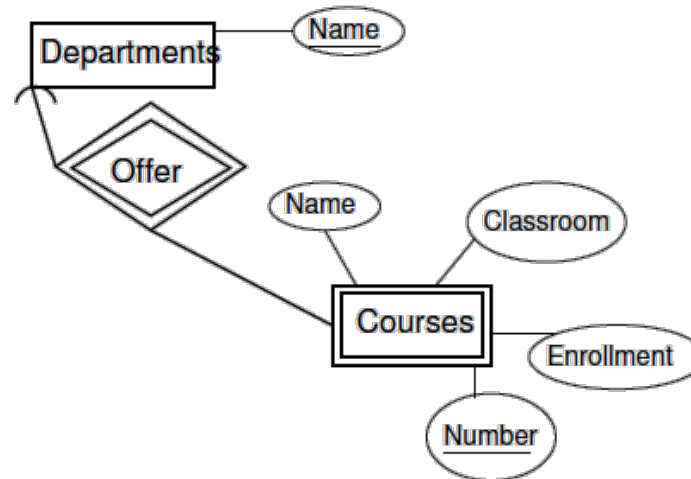 Name
Departments
Offer
Name
Classroom
Courses
Enrollment
Number